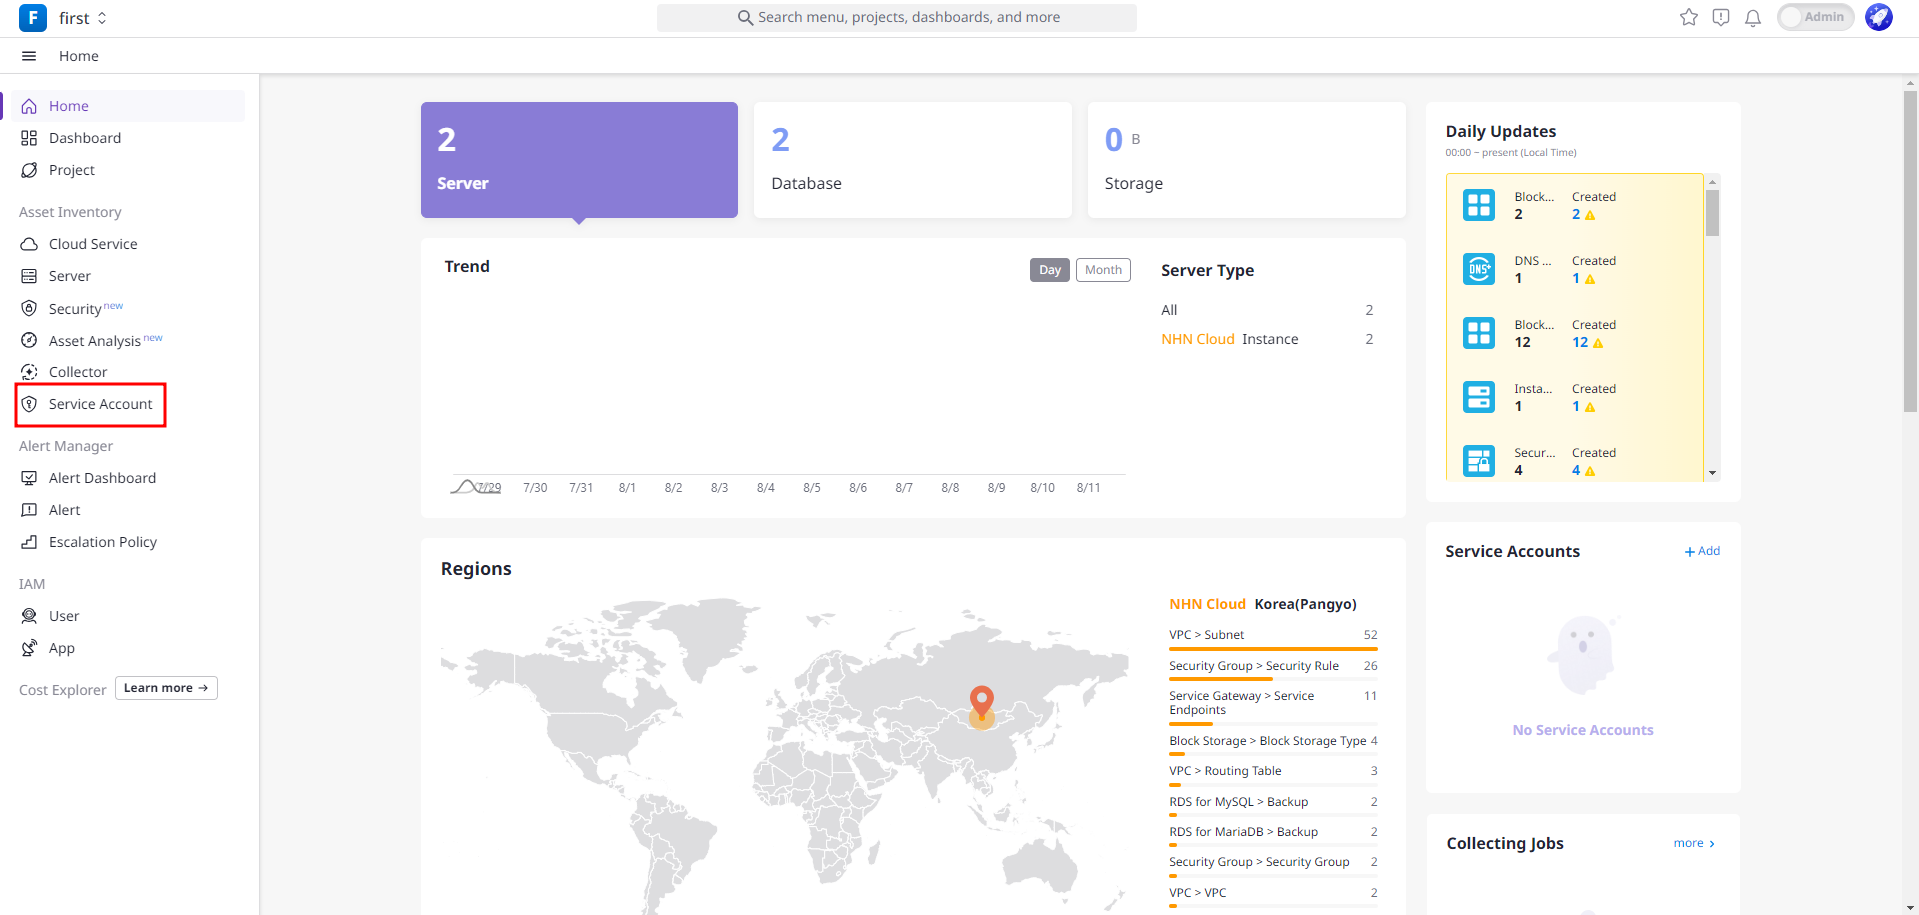 F first
Search menu, projects, dashboards, and more
Admin
Home
Home
Dashboard
Project
Asset Inventory
Cloud Service
Server
Security new
Asset Analysis new
Collector
Service Account
Alert Manager
Alert Dashboard
Alert
Escalation Policy
IAM
User
App
Cost Explorer Learn more →
2
Server
2
Database
0 B
Storage
Trend
Day Month
7/29 7/30 7/31 8/1 8/2 8/3 8/4 8/5 8/6 8/7 8/8 8/9 8/10 8/11
Server Type
All 2
NHN Cloud Instance 2
Regions
NHN Cloud Korea(Pangyo)
VPC > Subnet 52
Security Group > Security Rule 26
Service Gateway > Service 11
Endpoints
Block Storage > Block Storage Type 4
VPC > Routing Table 3
RDS for MySQL > Backup 2
RDS for MariaDB > Backup 2
Security Group > Security Group 2
VPC > VPC 2
Daily Updates
00:00 ~ present (Local Time)
Block... Created
2 2
DNS DNS ... Created
1 1
Block... Created
12 12
Insta... Created
1 1
Secur... Created
4 4
Service Accounts
+ Add
No Service Accounts
Collecting Jobs
more >